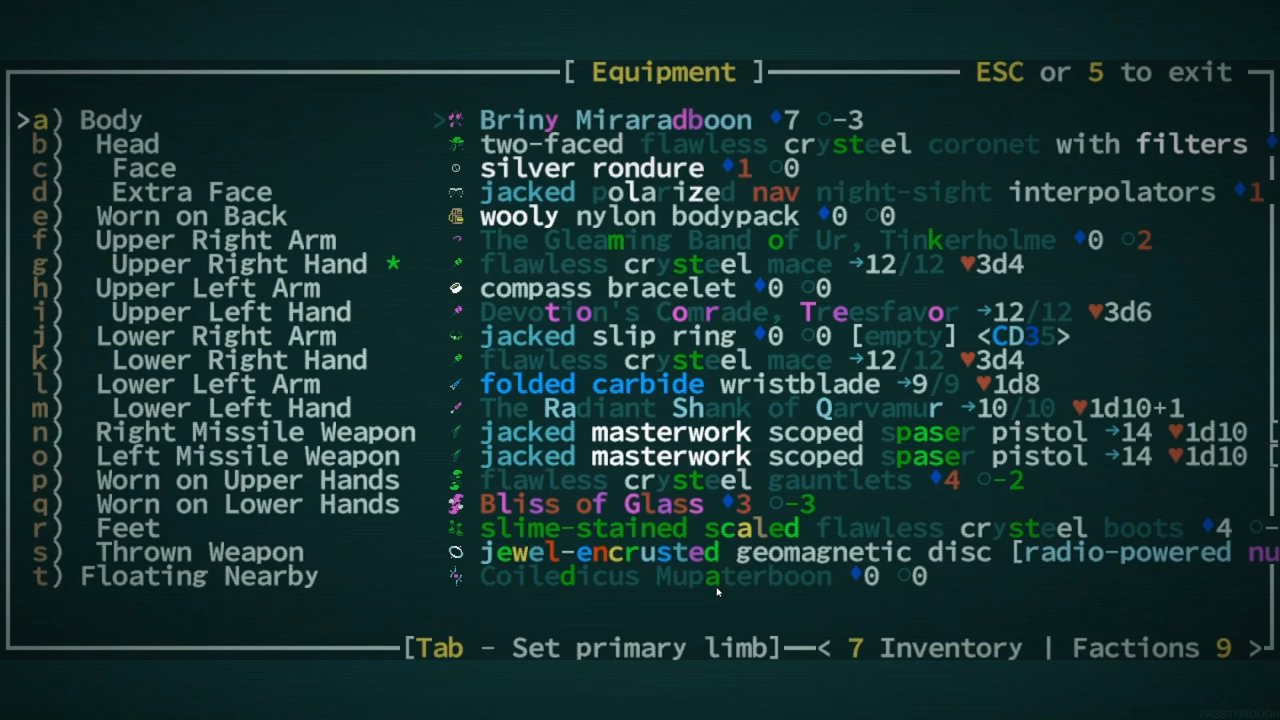 [ Equipment ] ESC or 5 to exit
>a) Body > Briny Miraradboon ♦7 ○-3
b) Head two-faced flawless crysteel coronet with filters ♦
c) Face silver rondure ♦1 ○0
d) Extra Face jacked polarized nav night-sight interpolators ♦1
e) Worn on Back wooly nylon bodypack ♦0 ○0
f) Upper Right Arm The Gleaming Band of Ur, Tinkerholme ♦0 ○2
g) Upper Right Hand * flawless crysteel mace →12/12 ♥3d4
h) Upper Left Arm compass bracelet ♦0 ○0
i) Upper Left Hand Devotion's Comrade, Treesfavor →12/12 ♥3d6
j) Lower Right Arm jacked slip ring ♦0 ○0 [empty] <CD35>
k) Lower Right Hand flawless crysteel mace →12/12 ♥3d4
l) Lower Left Arm folded carbide wristblade →9/9 ♥1d8
m) Lower Left Hand The Radiant Shank of Qarvamur →10/10 ♥1d10+1
n) Right Missile Weapon jacked masterwork scoped spaser pistol →14 ♥1d10 [
o) Left Missile Weapon jacked masterwork scoped spaser pistol →14 ♥1d10 [
p) Worn on Upper Hands flawless crysteel gauntlets ♦4 ○-2
q) Worn on Lower Hands Bliss of Glass ♦3 ○-3
r) Feet slime-stained scaled flawless crysteel boots ♦4 ○-
s) Thrown Weapon jewel-encrusted geomagnetic disc [radio-powered nu
t) Floating Nearby Coiledicus Mupaterboon ♦0 ○0
[Tab - Set primary limb] < 7 Inventory | Factions 9 >